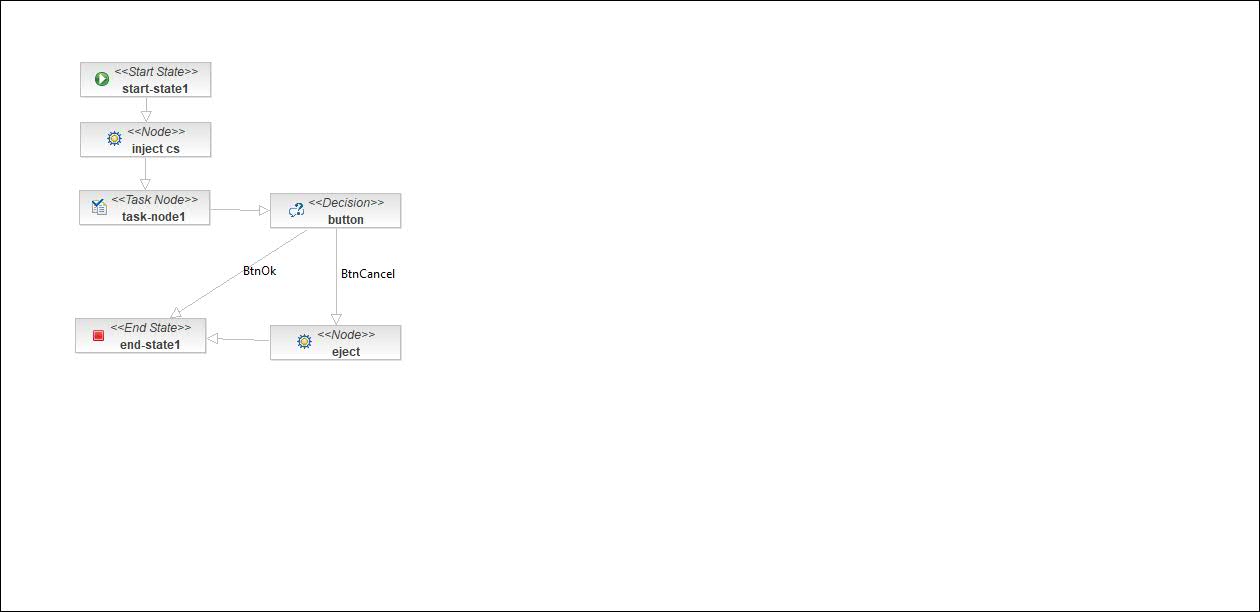 <<Start State>>
start-state1
<<Node>>
inject cs
<<Task Node>>
task-node1
<<Decision>>
button
BtnOk
BtnCancel
<<End State>>
end-state1
<<Node>>
eject